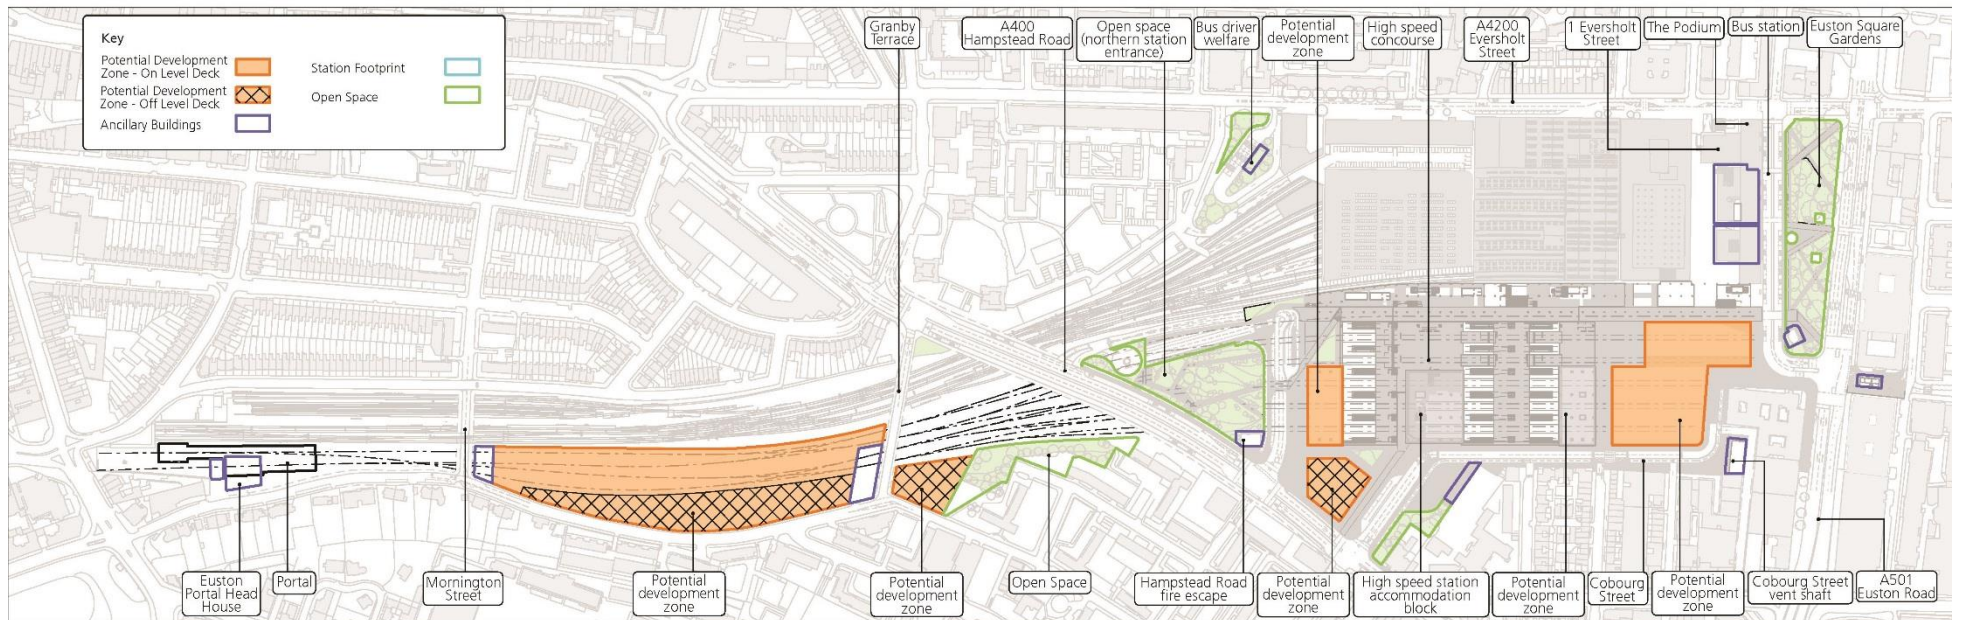 Key
Potential Development
Zone - On Level Deck
Potential Development
Zone - Off Level Deck
Ancillary Buildings
Station Footprint
Open Space
Granby
Terrace
A400
Hampstead Road
Open space
(northern station
entrance)
Bus driver
welfare
Potential
development
zone
High speed
concourse
A4200
Eversholt
Street
1 Eversholt
Street
The Podium
Bus station
Euston Square
Gardens
Euston
Portal Head
House
Portal
Mornington
Street
Potential
development
zone
Potential
development
zone
Open Space
Hampstead Road
fire escape
Potential
development
zone
High speed station
accommodation
block
Potential
development
zone
Cobourg
Street
Potential
development
zone
Cobourg Street
vent shaft
A501
Euston Road